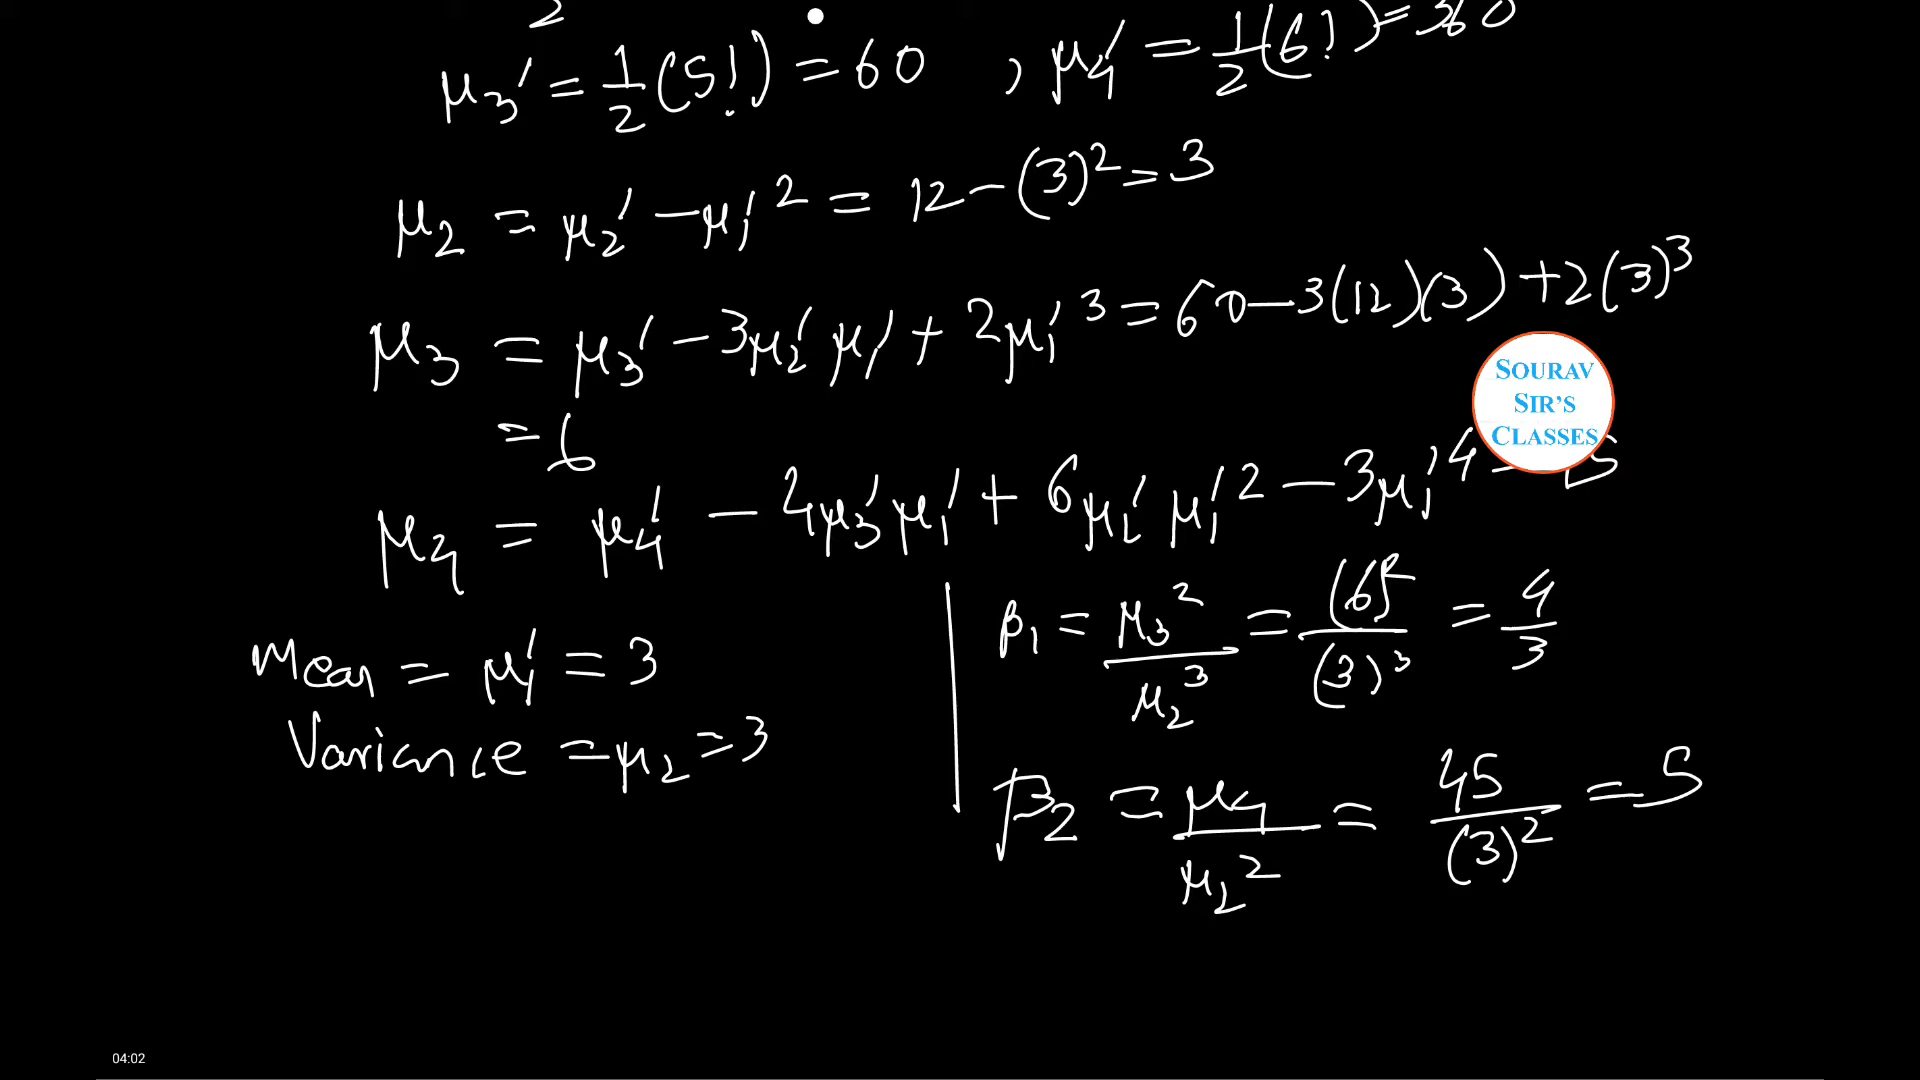 2
μ₃′ = 1/2 (5!) = 60 , μ₄′ = 1/2 (6!) = 360
μ₂ = μ₂′ − μ₁′² = 12 − (3)² = 3
μ₃ = μ₃′ − 3μ₂′ μ₁′ + 2μ₁′³ = 60 − 3(12)(3) + 2(3)³
= 6
SOURAV
SIR'S
CLASSES
μ₄ = μ₄′ − 4μ₃′ μ₁′ + 6μ₂′ μ₁′² − 3μ₁′⁴ =
Mean = μ₁′ = 3
Variance = μ₂ = 3
β₁ = μ₃²/μ₂³ = (6)²/(3)³ = 4/3
β₂ = μ₄/μ₂² = 45/(3)² = 5
04:02